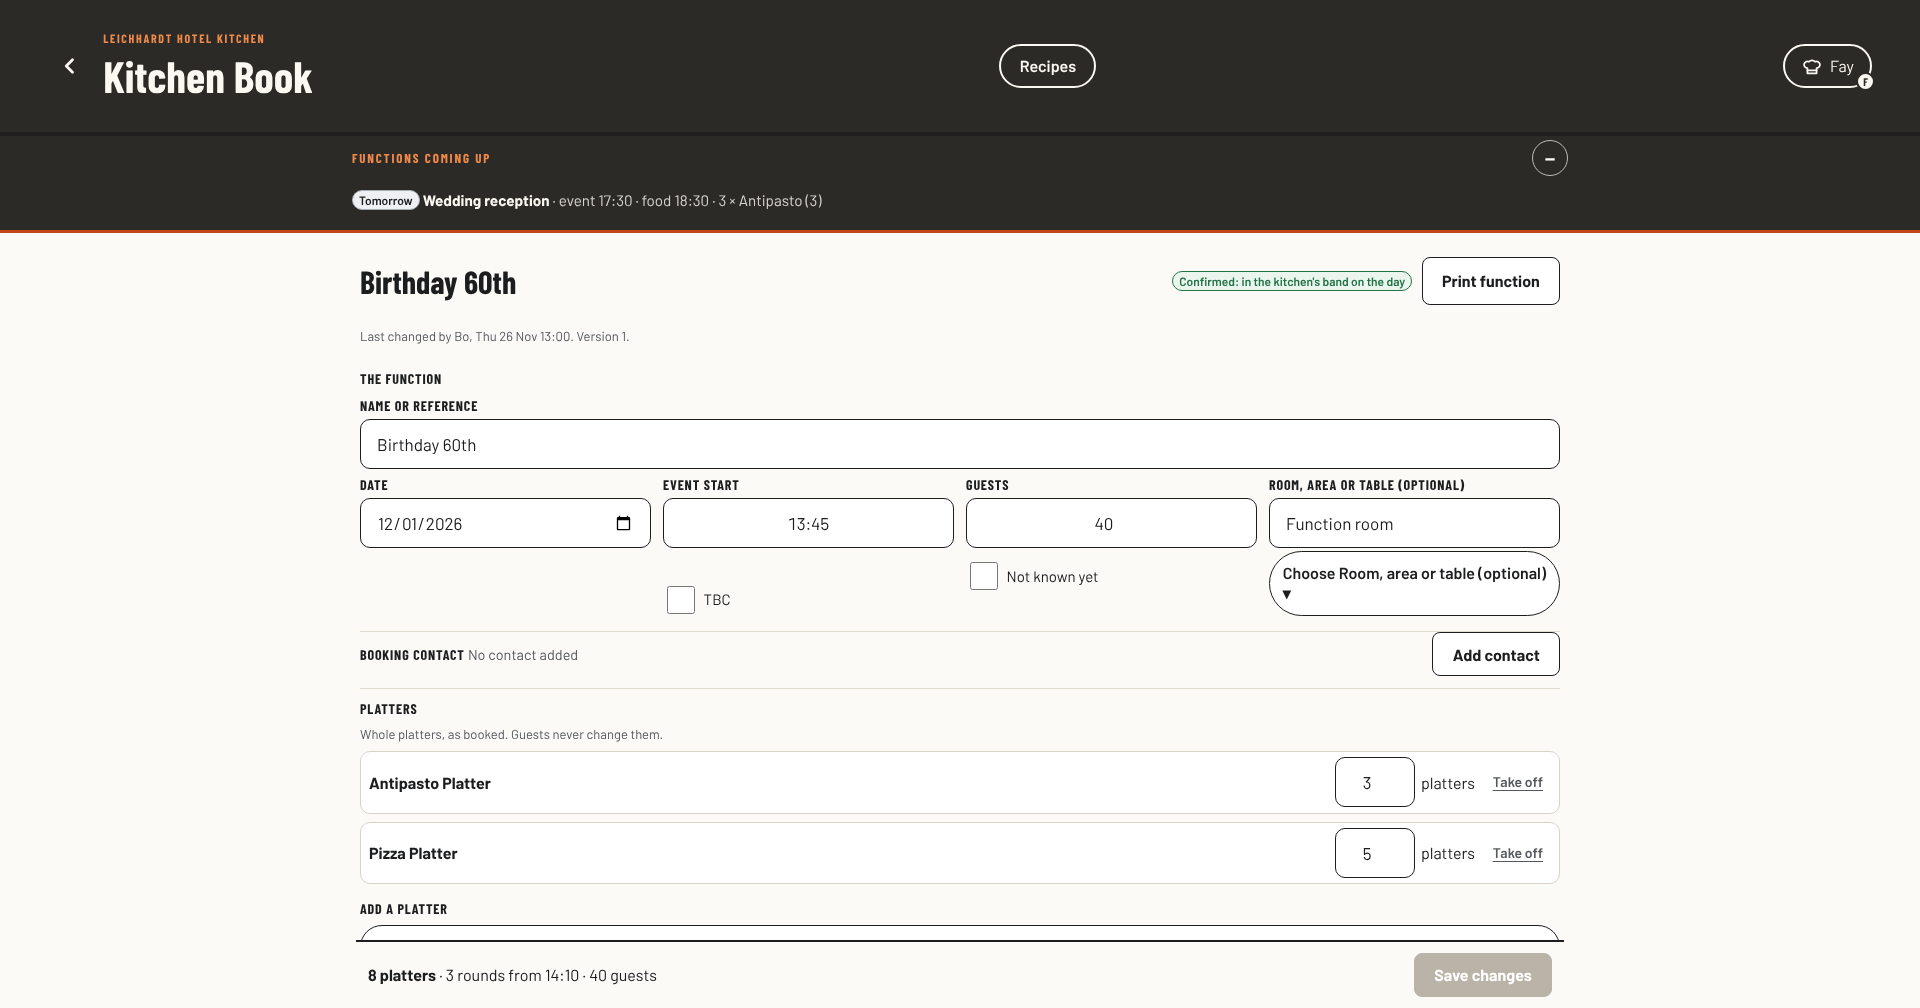 LEICHHARDT HOTEL KITCHEN
Kitchen Book
Recipes
Fay
F
FUNCTIONS COMING UP
–
Tomorrow Wedding reception · event 17:30 · food 18:30 · 3 × Antipasto (3)
Birthday 60th
Confirmed: in the kitchen's band on the day
Print function
Last changed by Bo, Thu 26 Nov 13:00. Version 1.
THE FUNCTION
NAME OR REFERENCE
Birthday 60th
DATE
EVENT START
GUESTS
ROOM, AREA OR TABLE (OPTIONAL)
12/01/2026
13:45
40
Function room
TBC
Not known yet
Choose Room, area or table (optional)
▼
BOOKING CONTACT No contact added
Add contact
PLATTERS
Whole platters, as booked. Guests never change them.
Antipasto Platter
3 platters Take off
Pizza Platter
5 platters Take off
ADD A PLATTER
8 platters · 3 rounds from 14:10 · 40 guests
Save changes